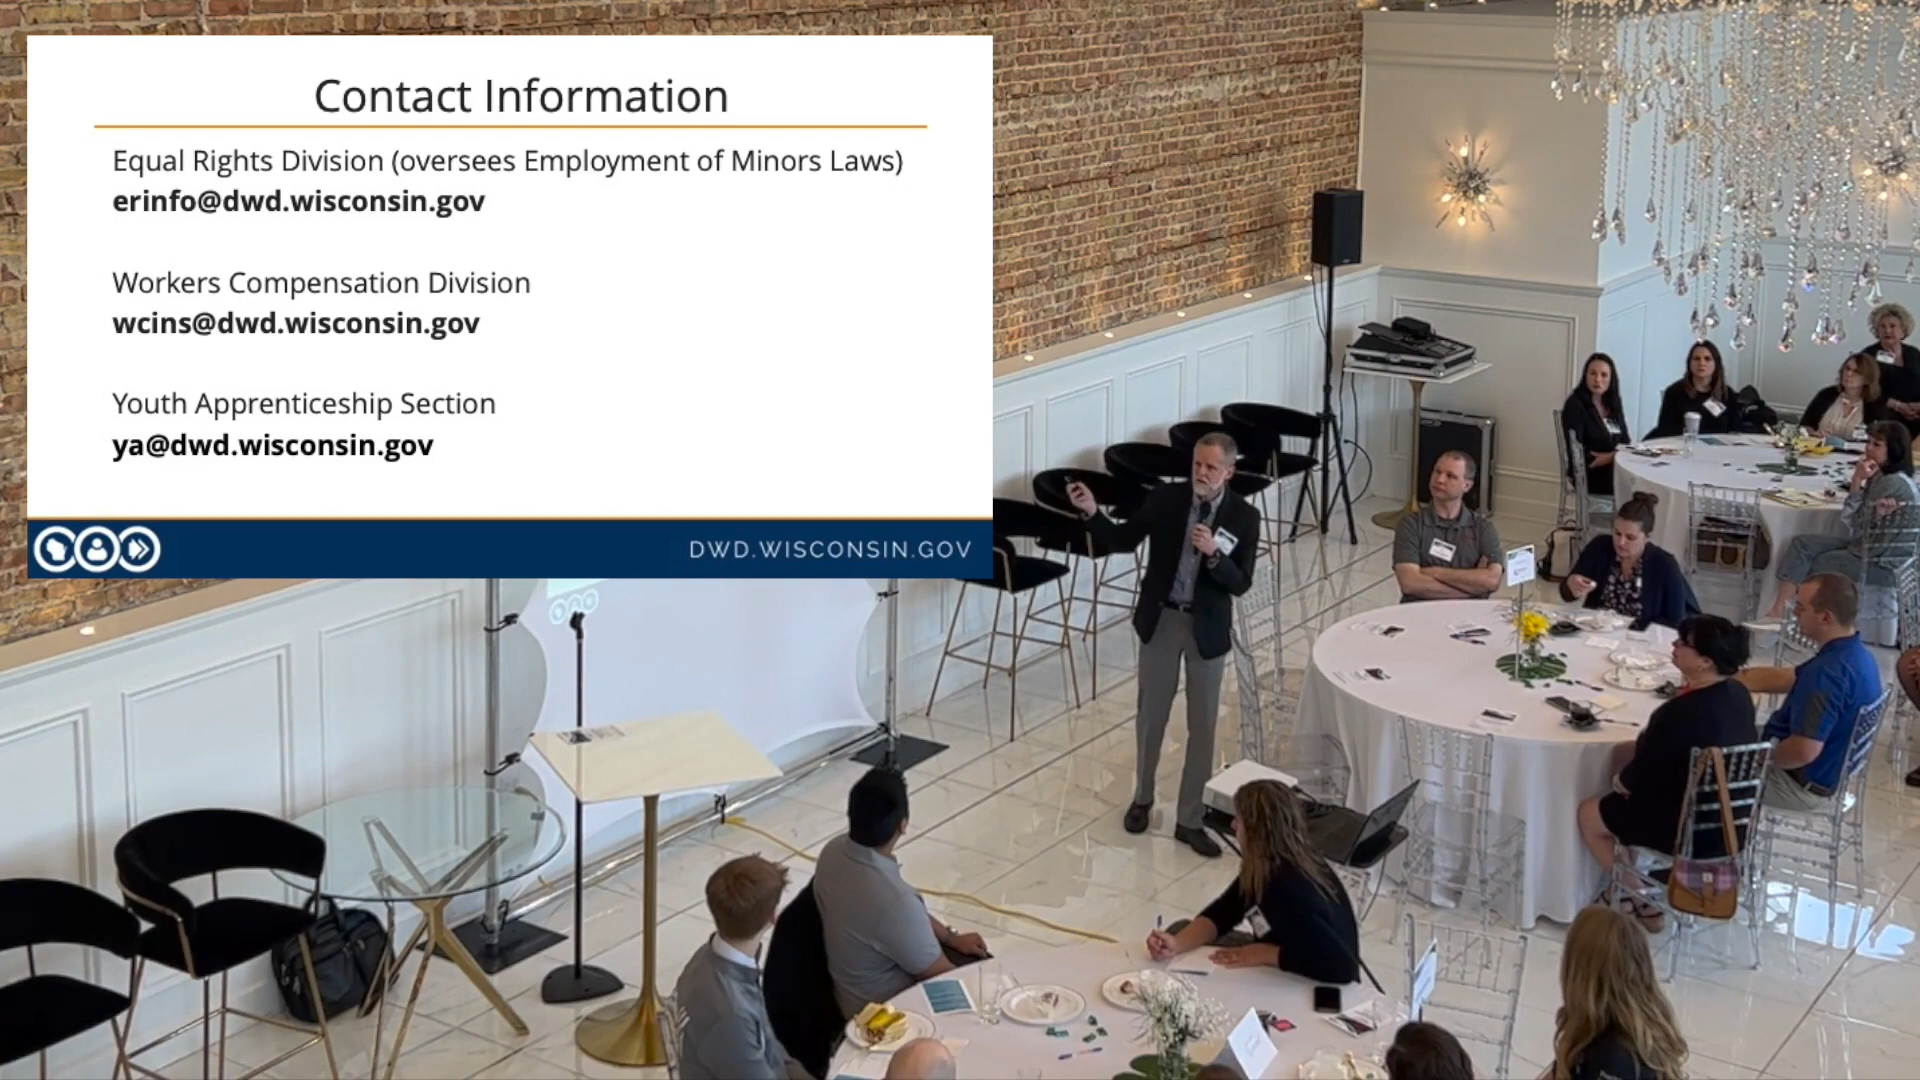 Contact Information
Equal Rights Division (oversees Employment of Minors Laws)
erinfo@dwd.wisconsin.gov
Workers Compensation Division
wcins@dwd.wisconsin.gov
Youth Apprenticeship Section
ya@dwd.wisconsin.gov
DWD.WISCONSIN.GOV